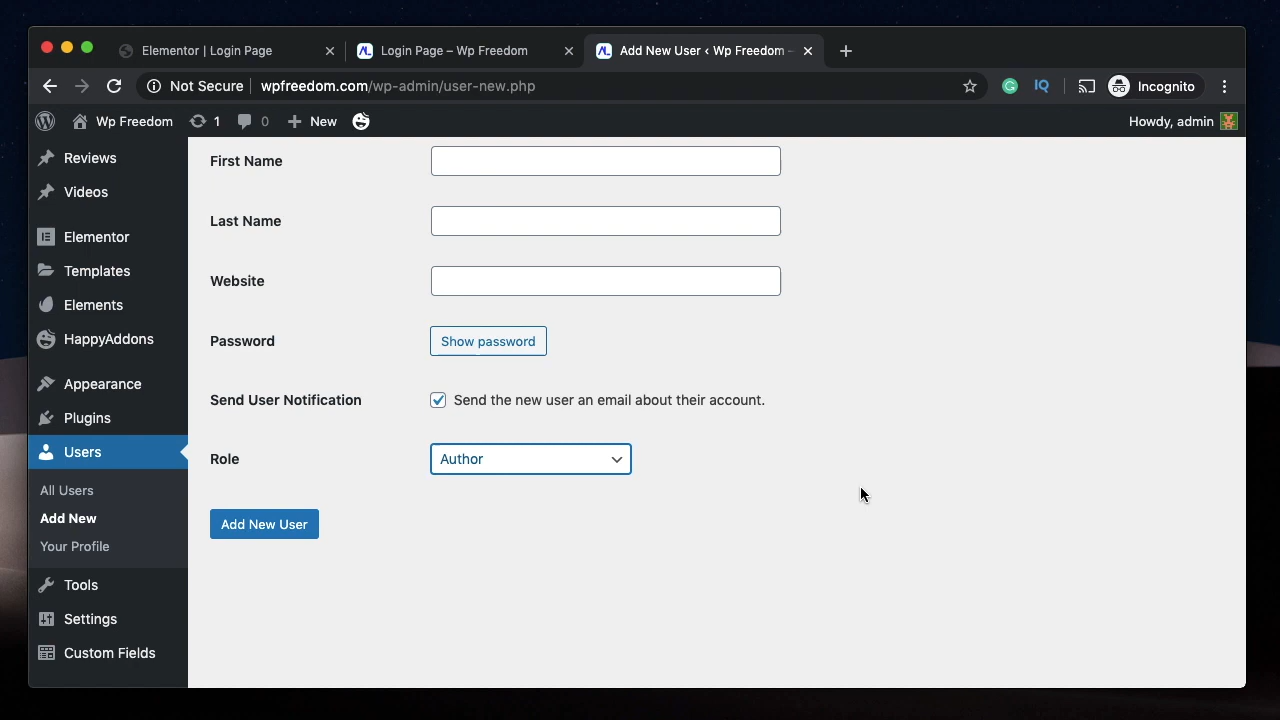 Elementor | Login Page
Login Page – Wp Freedom
Add New User ‹ Wp Freedom –
Not Secure
wpfreedom.com/wp-admin/user-new.php
IQ
Incognito
Wp Freedom
1
0
New
Howdy, admin
Reviews
Videos
Elementor
Templates
Elements
HappyAddons
Appearance
Plugins
Users
All Users
Add New
Your Profile
Tools
Settings
Custom Fields
First Name
Last Name
Website
Password
Show password
Send User Notification
Send the new user an email about their account.
Role
Author
Add New User